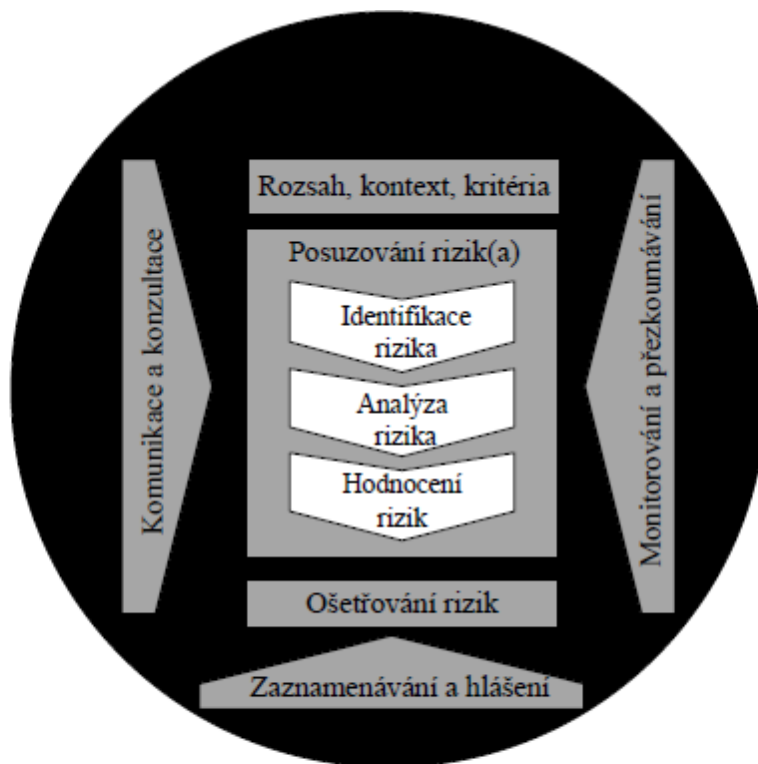 Rozsah, kontext, kritéria
Posuzování rizik(a)
Identifikace
rizika
Analýza
rizika
Hodnocení
rizik
Ošetřování rizik
Zaznamenávání a hlášení
Komunikace a konzultace
Monitorování a přezkoumávání